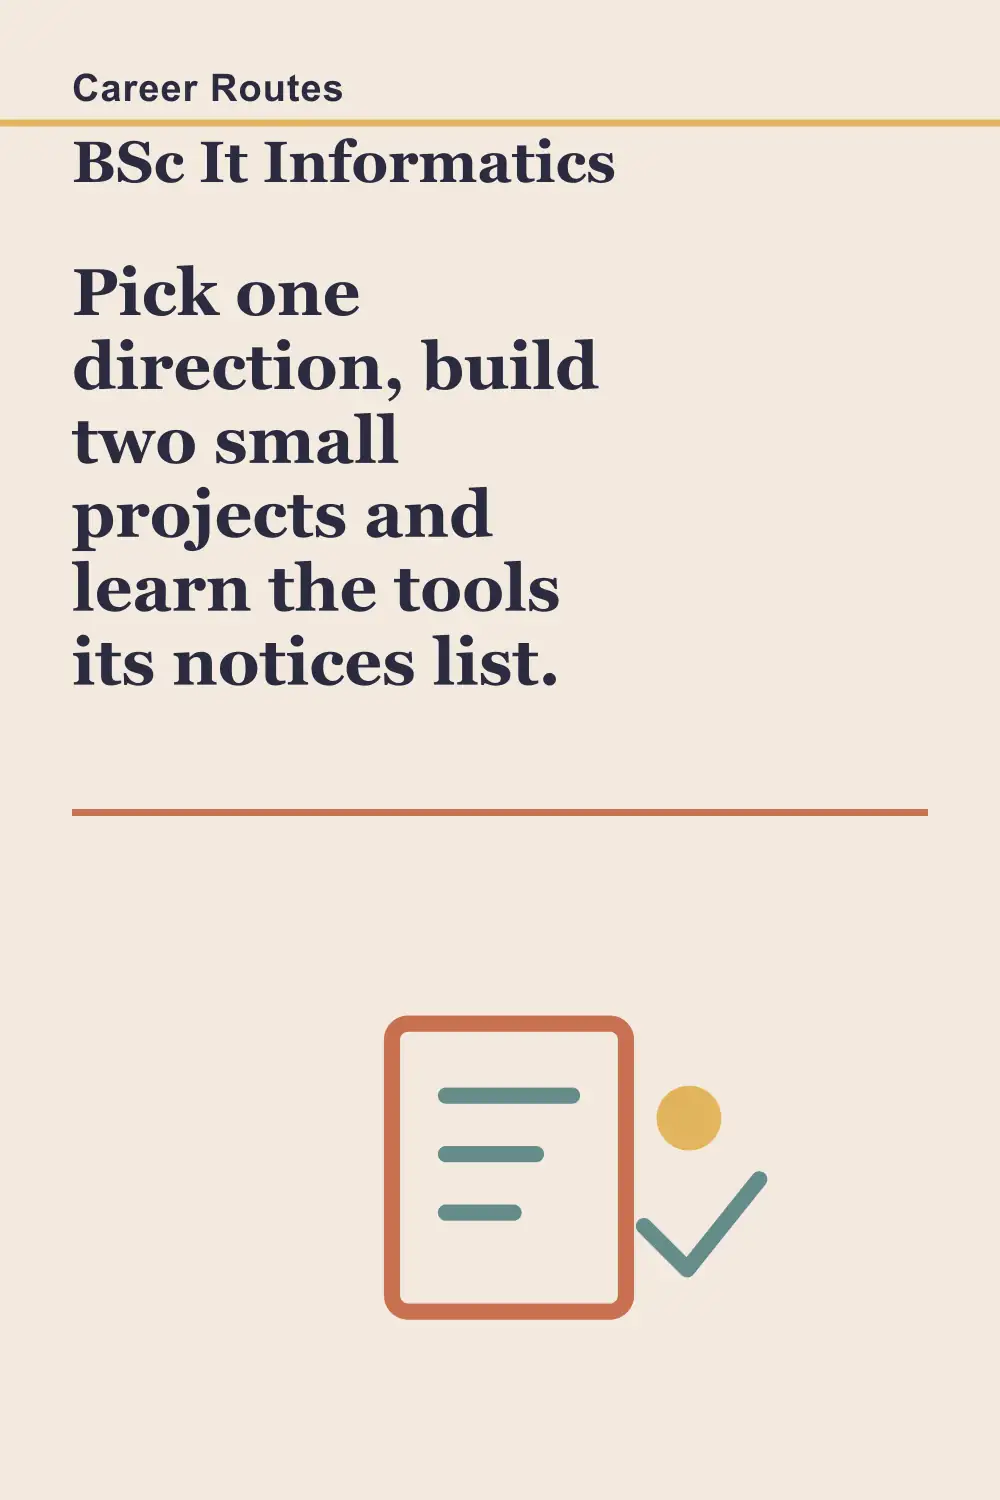 Career Routes
BSc It Informatics
Pick one
direction, build
two small
projects and
learn the tools
its notices list.